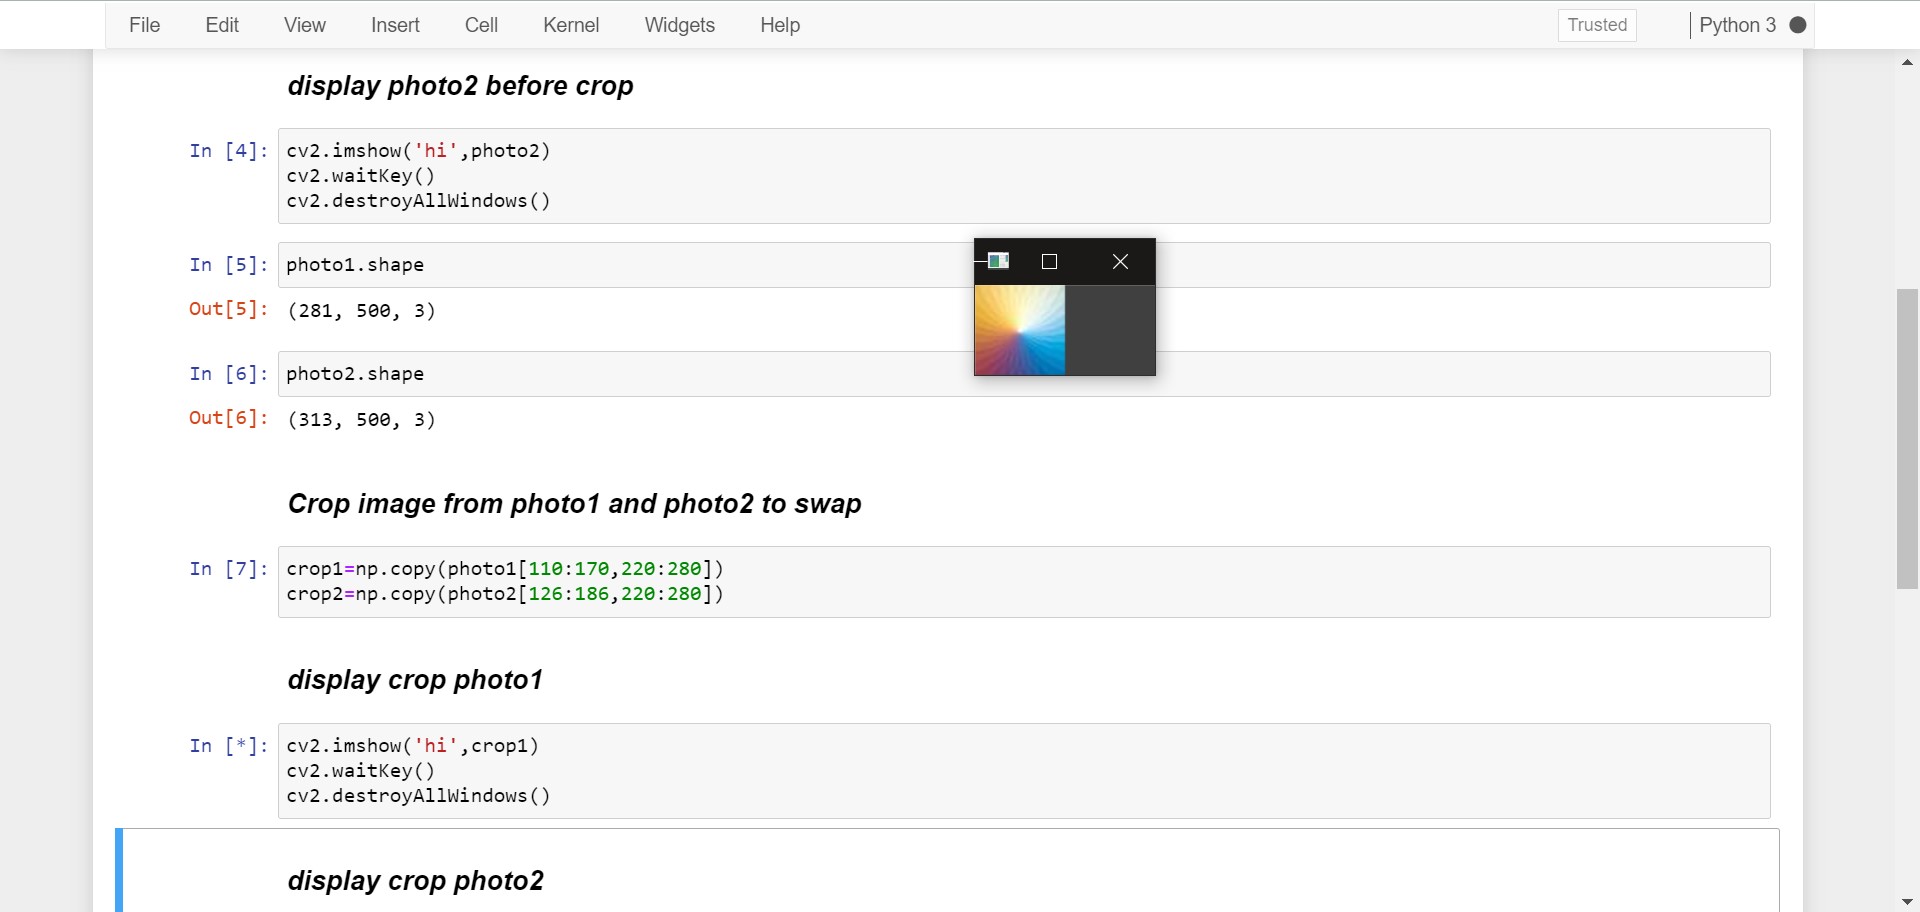 File Edit View Insert Cell Kernel Widgets Help Trusted Python 3
display photo2 before crop
In [4]: cv2.imshow('hi',photo2)
cv2.waitKey()
cv2.destroyAllWindows()
In [5]: photo1.shape
Out[5]: (281, 500, 3)
In [6]: photo2.shape
Out[6]: (313, 500, 3)
Crop image from photo1 and photo2 to swap
In [7]: crop1=np.copy(photo1[110:170,220:280])
crop2=np.copy(photo2[126:186,220:280])
display crop photo1
In [*]: cv2.imshow('hi',crop1)
cv2.waitKey()
cv2.destroyAllWindows()
display crop photo2